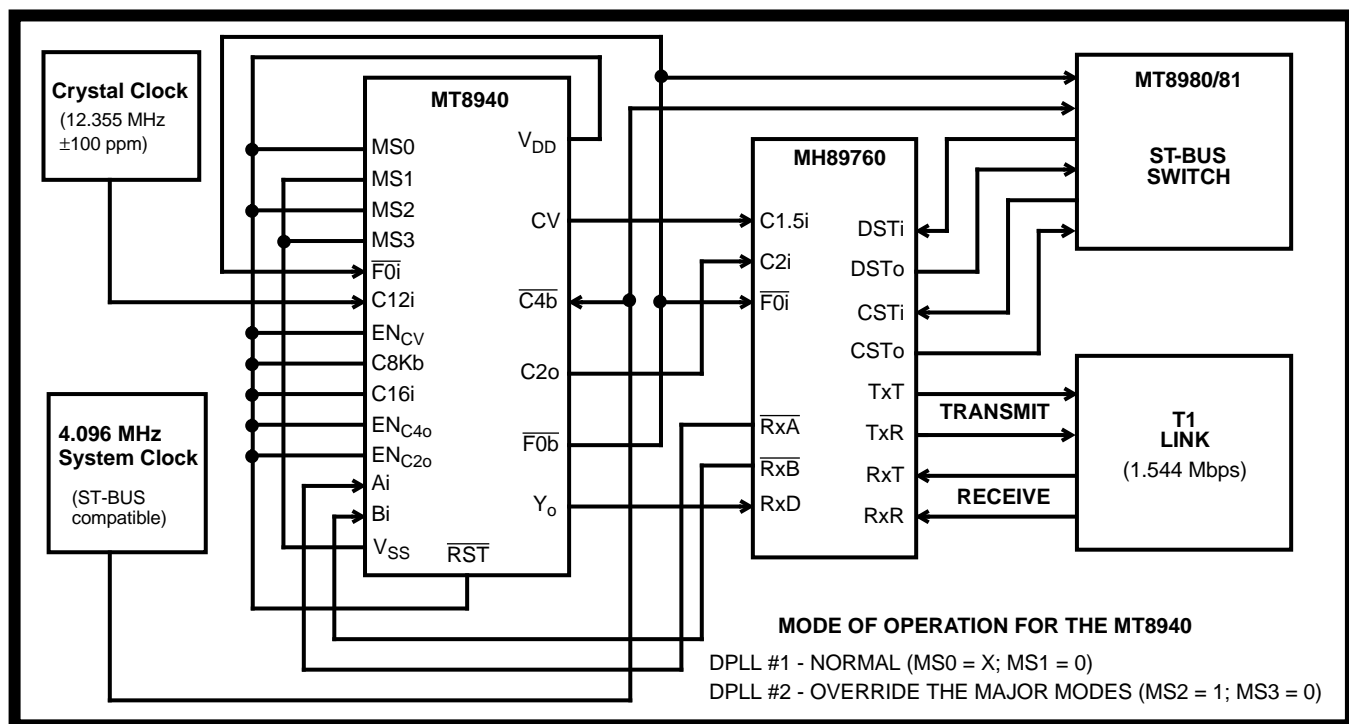 Crystal Clock
(12.355 MHz
±100 ppm)
4.096 MHz
System Clock
(ST-BUS
compatible)
MT8940
MS0
MS1
MS2
MS3
F0i
C12i
ENCV
C8Kb
C16i
ENC4o
ENC2o
Ai
Bi
VSS
RST
VDD
CV
C4b
C2o
F0b
Yo
MH89760
C1.5i
C2i
F0i
RxA
RxB
RxD
DSTi
DSTo
CSTi
CSTo
TxT
TxR
RxT
RxR
TRANSMIT
RECEIVE
MT8980/81
ST-BUS
SWITCH
T1
LINK
(1.544 Mbps)
MODE OF OPERATION FOR THE MT8940
DPLL #1 - NORMAL (MS0 = X; MS1 = 0)
DPLL #2 - OVERRIDE THE MAJOR MODES (MS2 = 1; MS3 = 0)